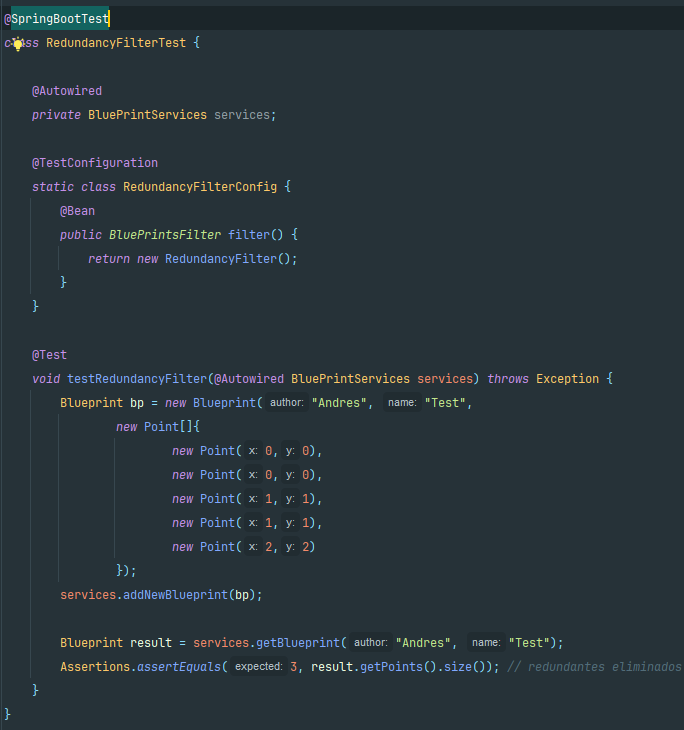 @SpringBootTest
class RedundancyFilterTest {
@Autowired
private BluePrintServices services;
@TestConfiguration
static class RedundancyFilterConfig {
@Bean
public BluePrintsFilter filter() {
return new RedundancyFilter();
}
}
@Test
void testRedundancyFilter(@Autowired BluePrintServices services) throws Exception {
Blueprint bp = new Blueprint( author: "Andres", name: "Test",
new Point[]{
new Point( x: 0, y: 0),
new Point( x: 0, y: 0),
new Point( x: 1, y: 1),
new Point( x: 1, y: 1),
new Point( x: 2, y: 2)
});
services.addNewBlueprint(bp);
Blueprint result = services.getBlueprint( author: "Andres", name: "Test");
Assertions.assertEquals( expected: 3, result.getPoints().size()); // redundantes eliminados
}
}